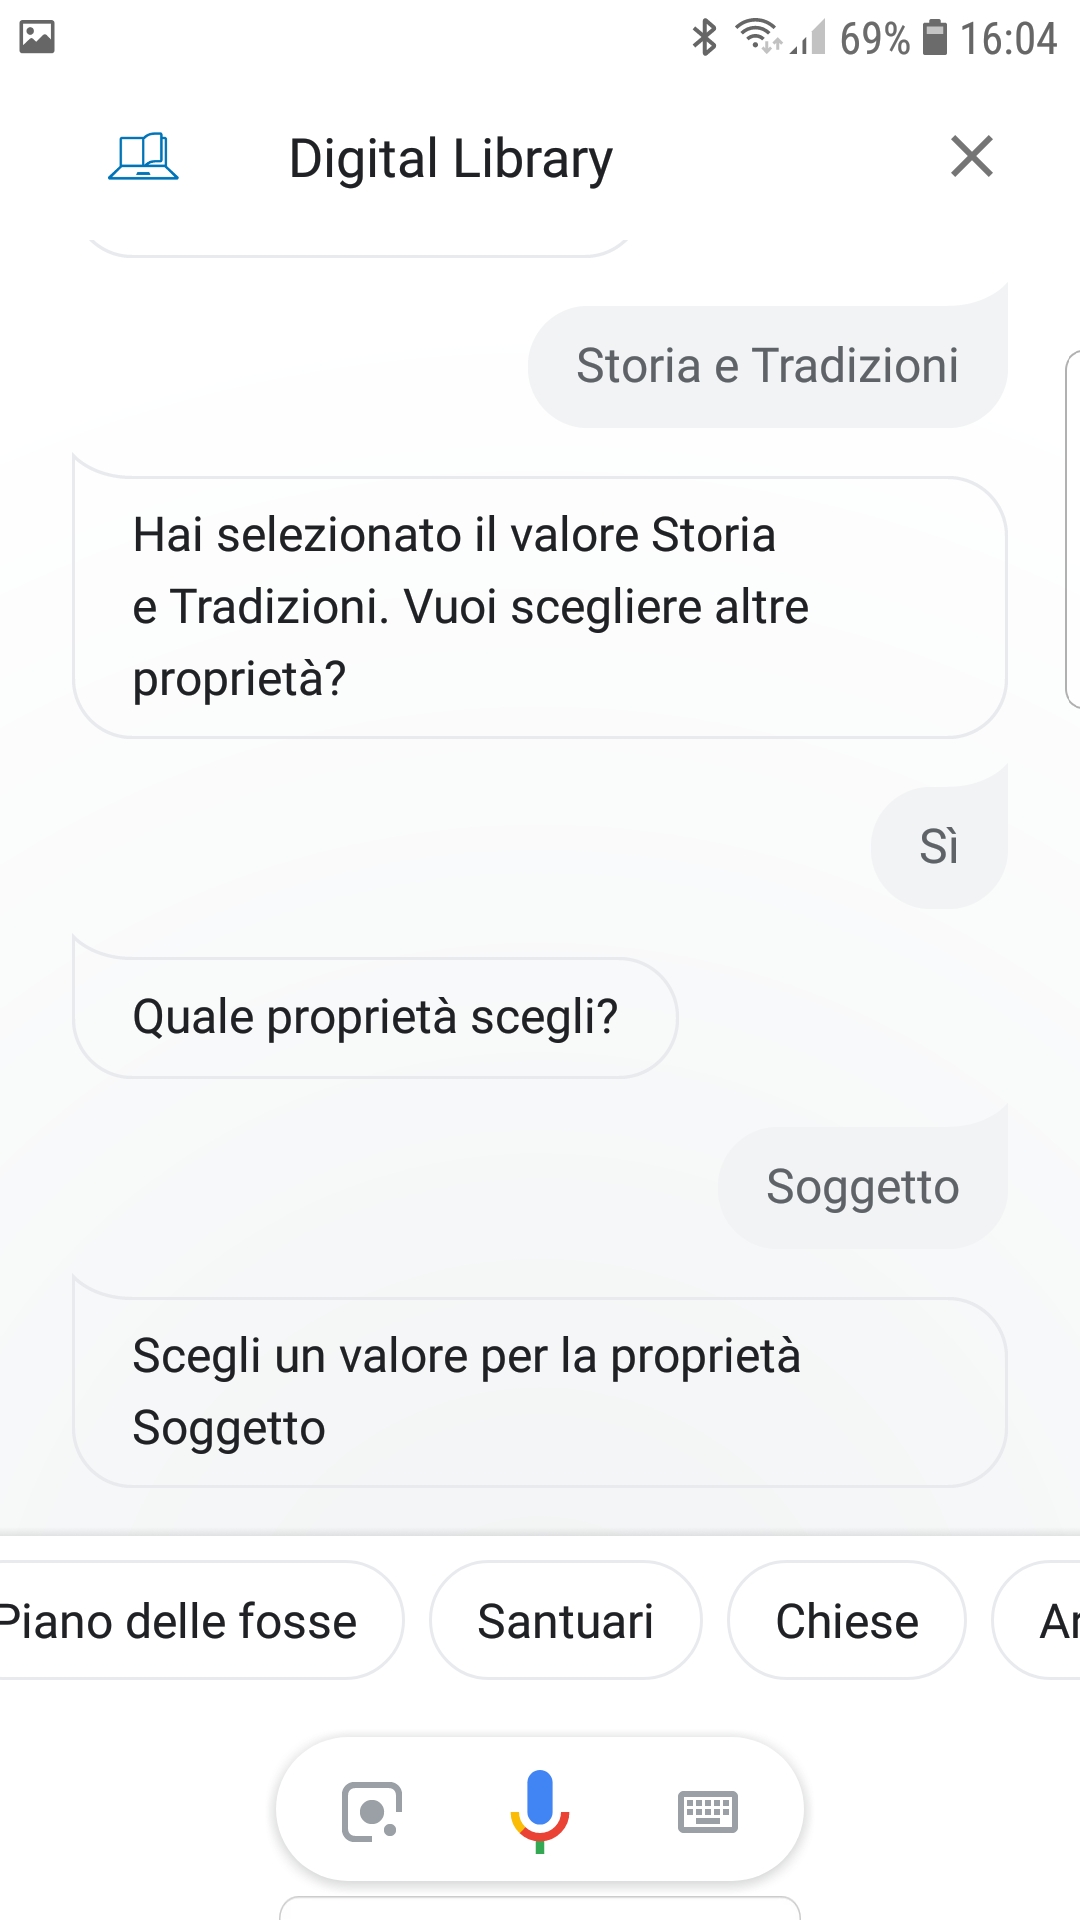 69% 16:04
Digital Library
Storia e Tradizioni
Hai selezionato il valore Storia
e Tradizioni. Vuoi scegliere altre
proprietà?
Sì
Quale proprietà scegli?
Soggetto
Scegli un valore per la proprietà
Soggetto
Piano delle fosse Santuari Chiese